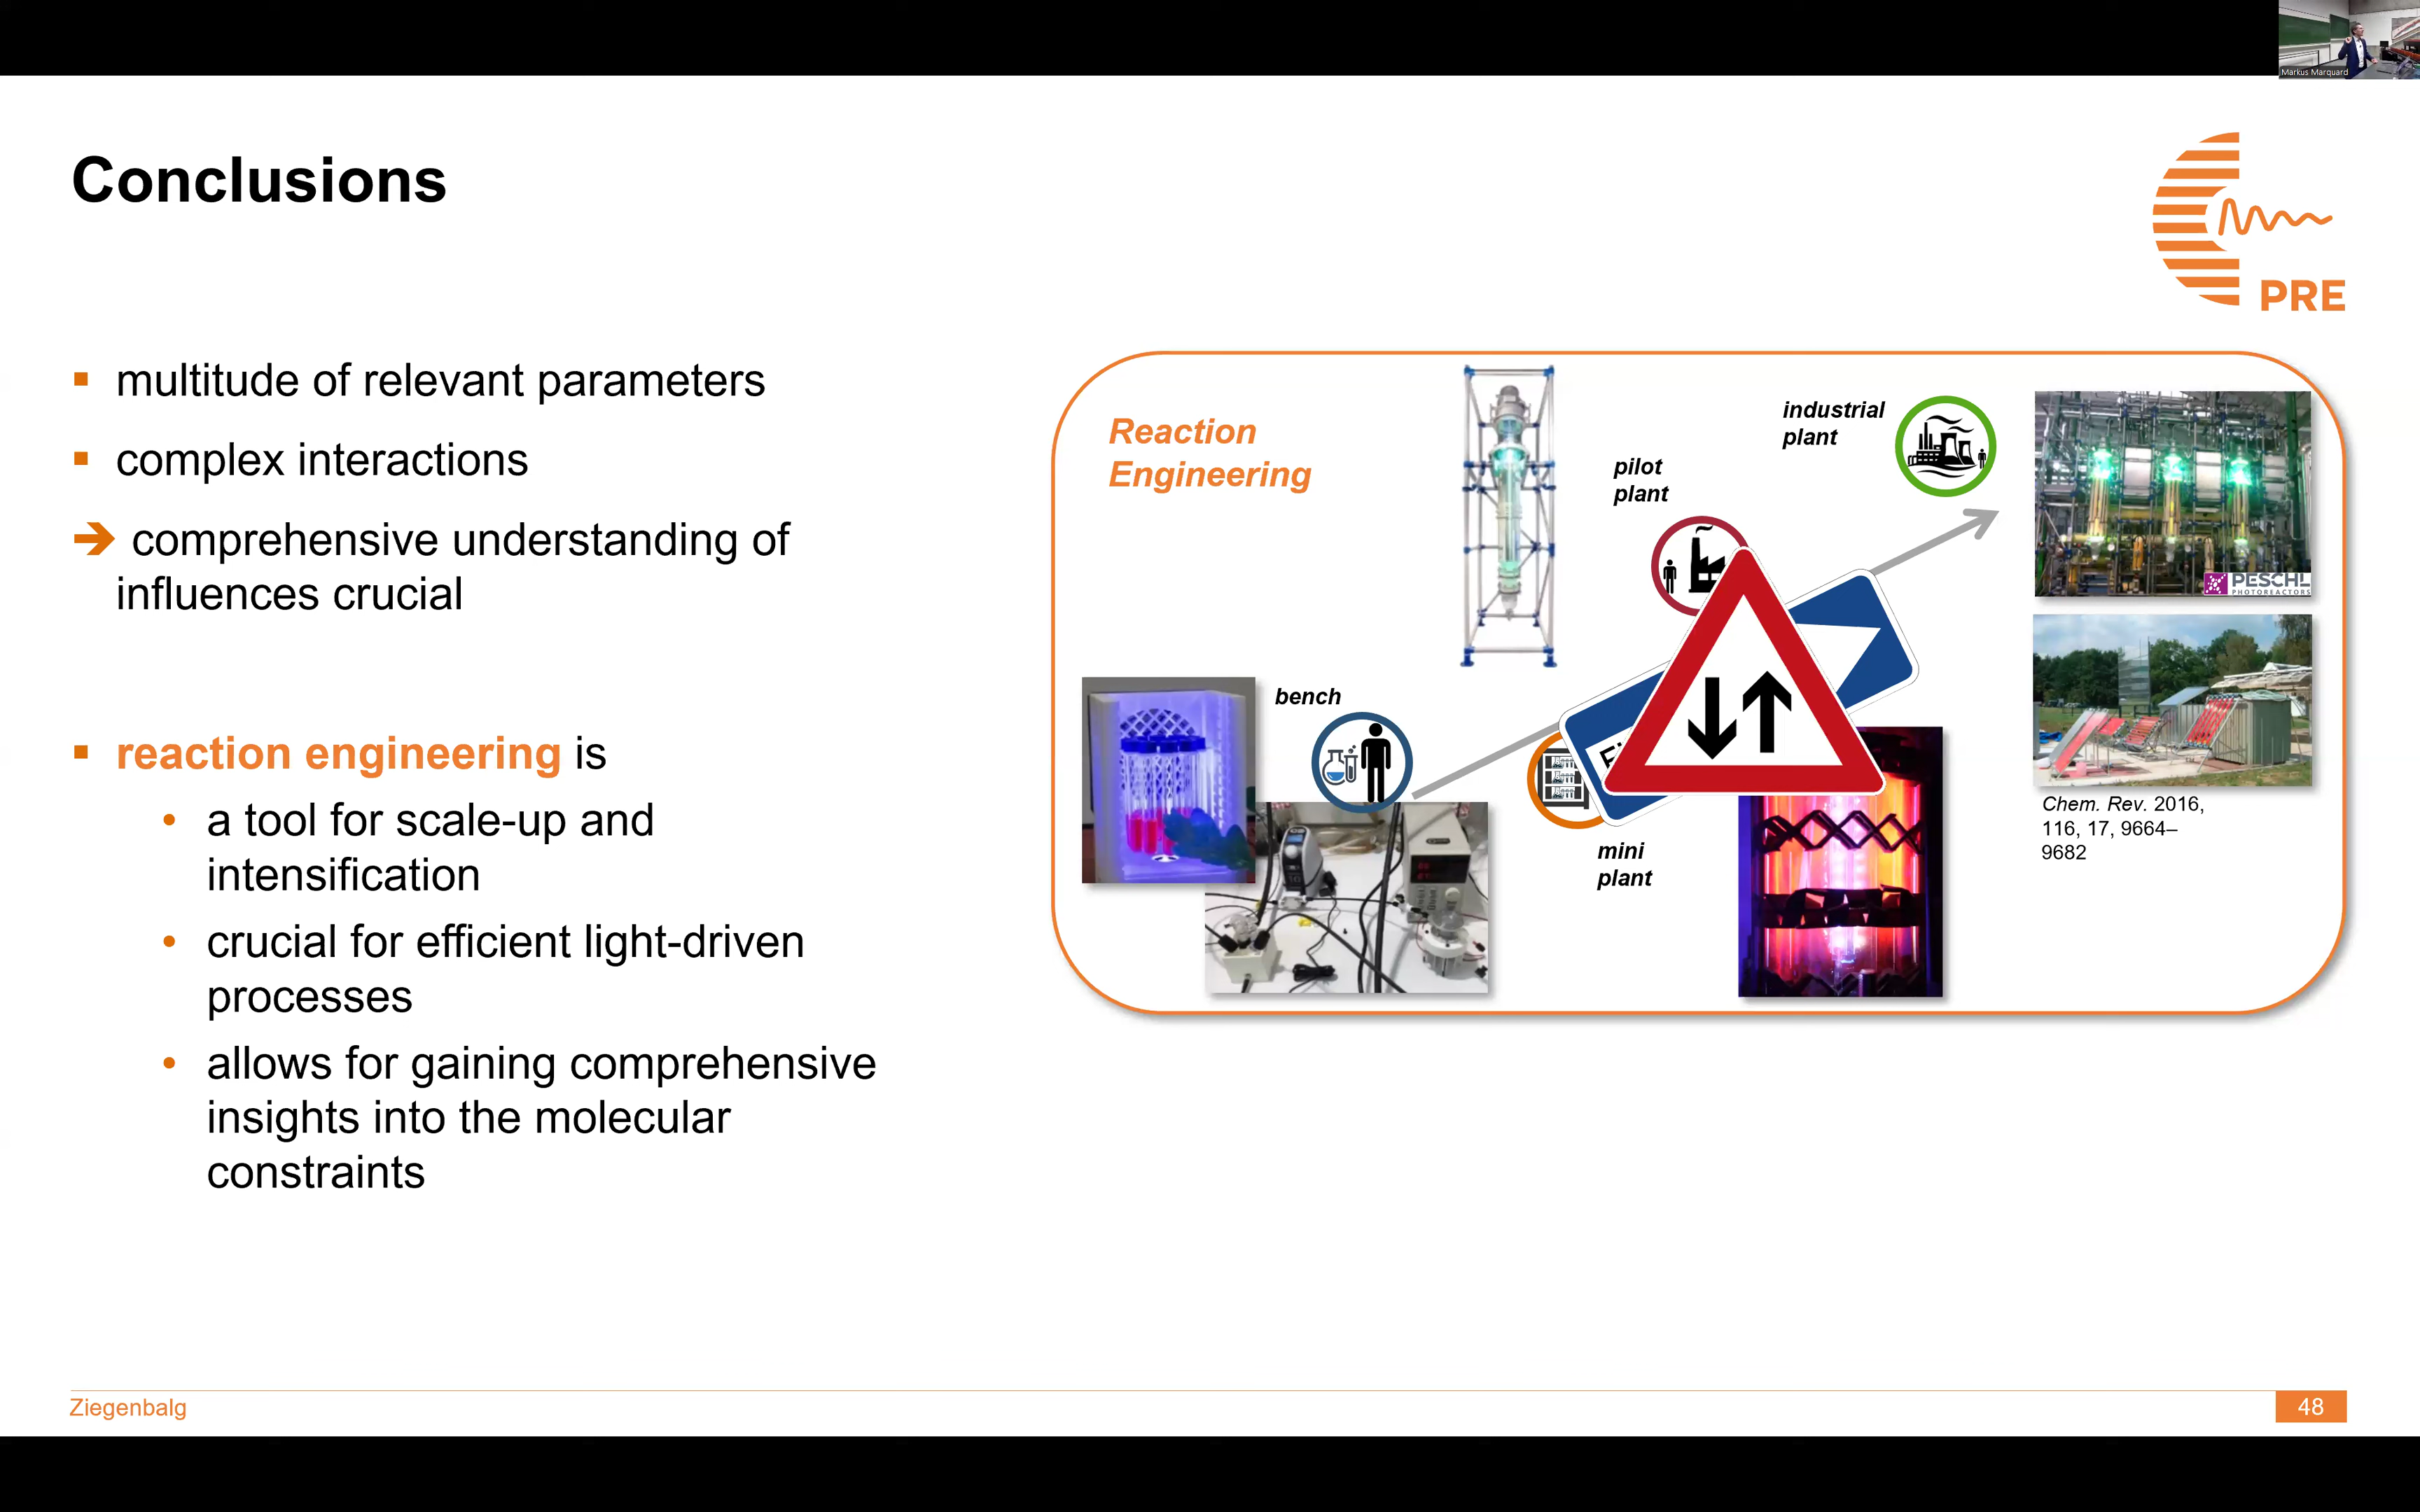 Markus Marquard
Conclusions
PRE
▪ multitude of relevant parameters
▪ complex interactions
➔ comprehensive understanding of
influences crucial
▪ reaction engineering is
• a tool for scale-up and
intensification
• crucial for efficient light-driven
processes
• allows for gaining comprehensive
insights into the molecular
constraints
Reaction
Engineering
bench
mini
plant
pilot
plant
industrial
plant
PESCHL
PHOTOREACTORS
Chem. Rev. 2016,
116, 17, 9664–
9682
Ziegenbalg
48